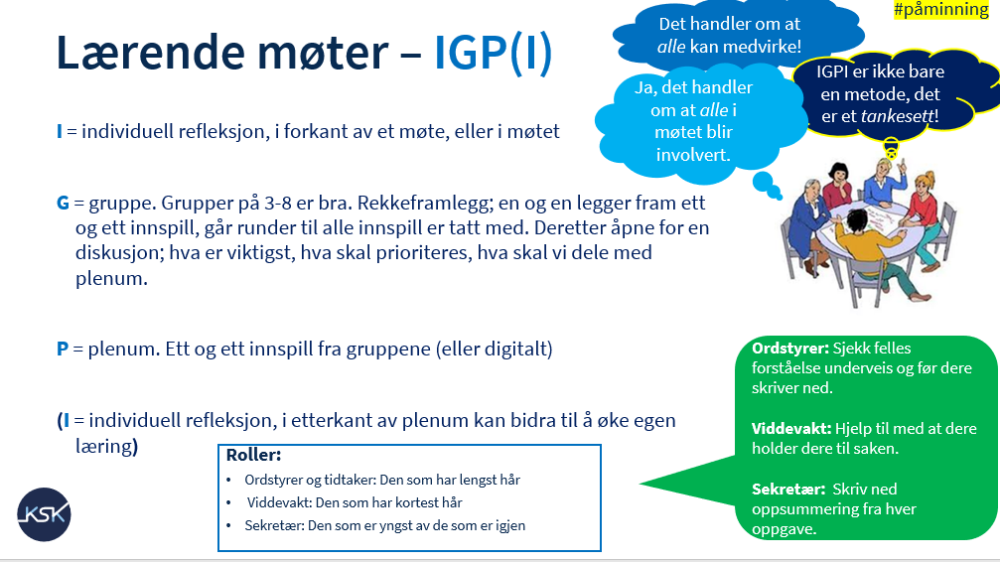 #påminning
Lærende møter – IGP(I)
Det handler om at
alle kan medvirke!
Ja, det handler
om at alle i
møtet blir
involvert.
IGPI er ikke bare
en metode, det
er et tankesett!
I = individuell refleksjon, i forkant av et møte, eller i møtet
G = gruppe. Grupper på 3-8 er bra. Rekkeframlegg; en og en legger fram ett
og ett innspill, går runder til alle innspill er tatt med. Deretter åpne for en
diskusjon; hva er viktigst, hva skal prioriteres, hva skal vi dele med
plenum.
P = plenum. Ett og ett innspill fra gruppene (eller digitalt)
(I = individuell refleksjon, i etterkant av plenum kan bidra til å øke egen
læring)
Roller:
• Ordstyrer og tidtaker: Den som har lengst hår
• Viddevakt: Den som har kortest hår
• Sekretær: Den som er yngst av de som er igjen
Ordstyrer: Sjekk felles
forståelse underveis og før dere
skriver ned.
Viddevakt: Hjelp til med at dere
holder dere til saken.
Sekretær: Skriv ned
oppsummering fra hver
oppgave.
KSK